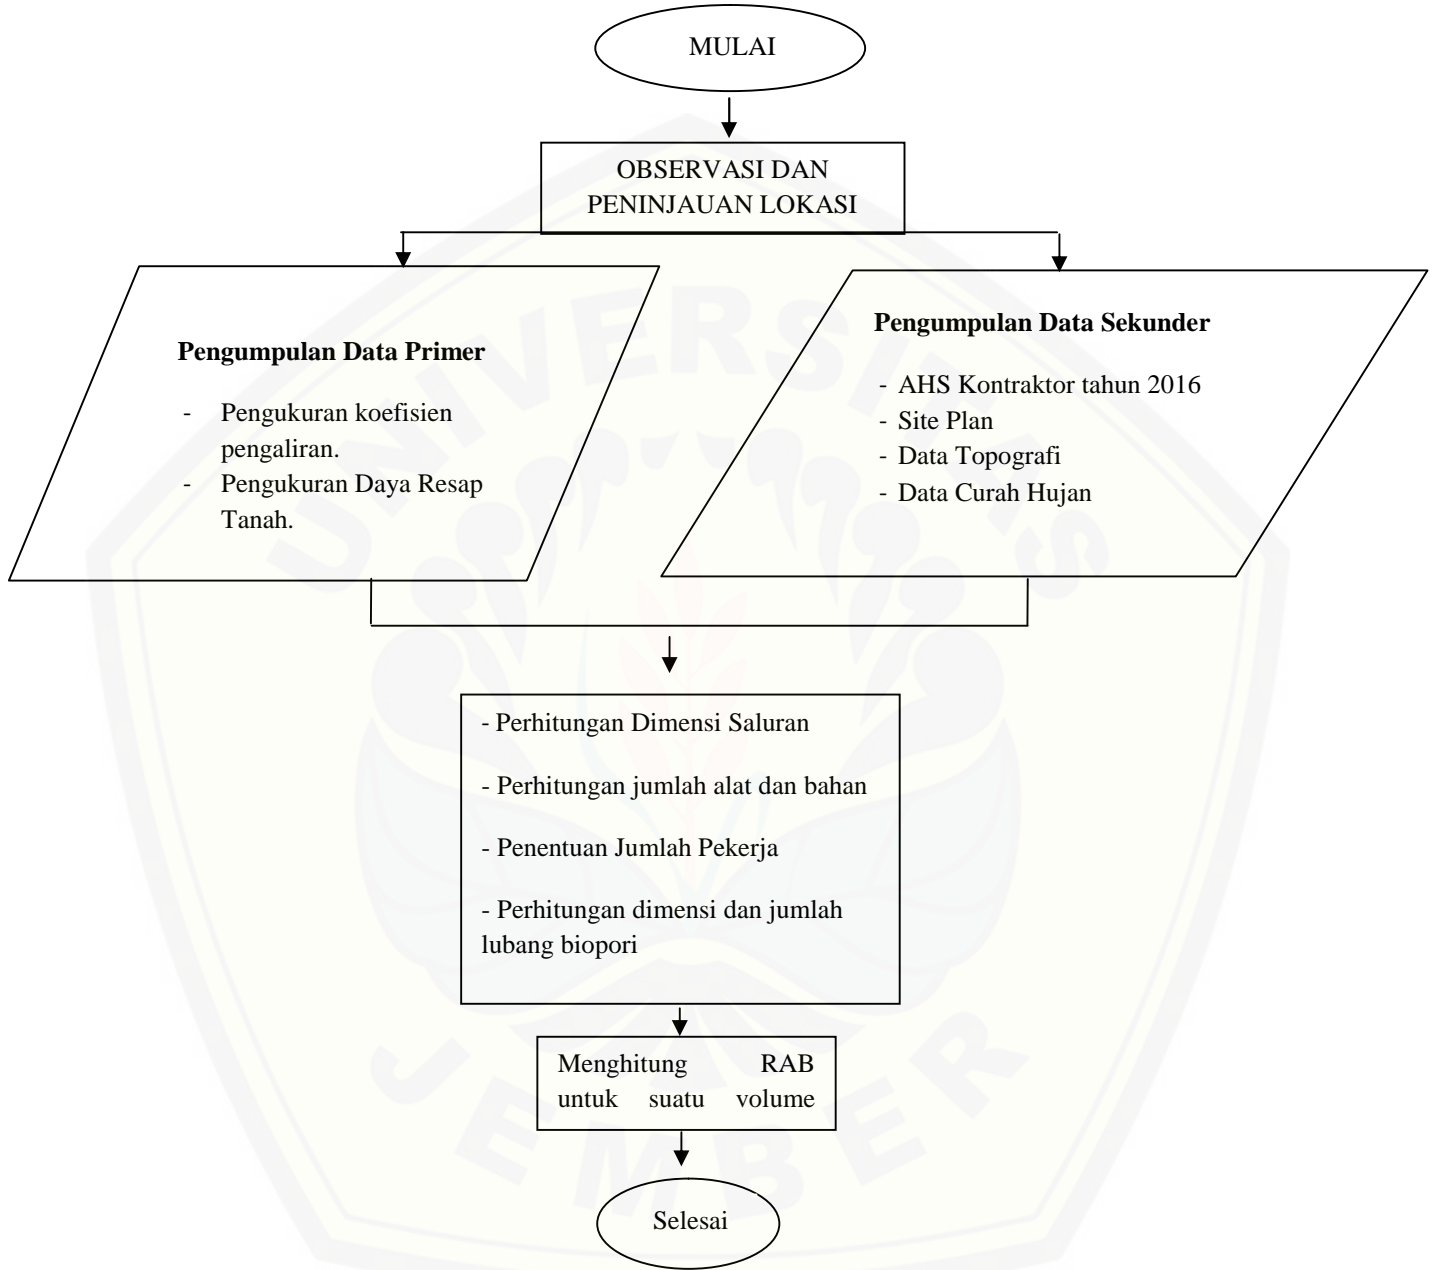 MULAI
OBSERVASI DAN
PENINJAUAN LOKASI
Pengumpulan Data Primer
- Pengukuran koefisien
pengaliran.
- Pengukuran Daya Resap
Tanah.
Pengumpulan Data Sekunder
- AHS Kontraktor tahun 2016
- Site Plan
- Data Topografi
- Data Curah Hujan
- Perhitungan Dimensi Saluran
- Perhitungan jumlah alat dan bahan
- Penentuan Jumlah Pekerja
- Perhitungan dimensi dan jumlah
lubang biopori
Menghitung RAB
untuk suatu volume
Selesai
UNIVERSITAS
JEMBER